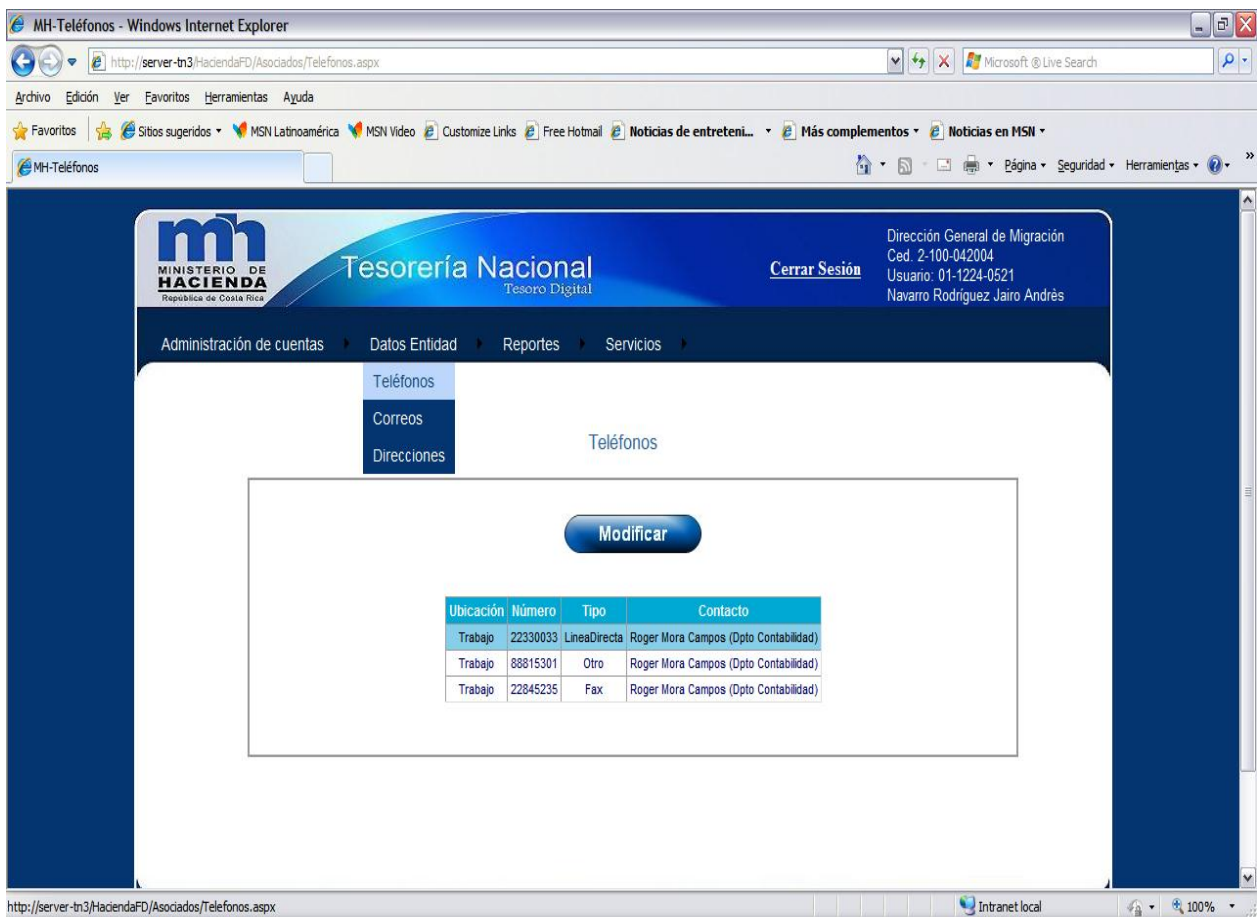 MH-Teléfonos - Windows Internet Explorer
http://server-tn3/HaciendaFD/Asociados/Telefonos.aspx
Microsoft ® Live Search
Archivo Edición Ver Favoritos Herramientas Ayuda
Favoritos Sitios sugeridos MSN Latinoamérica MSN Video Customize Links Free Hotmail Noticias de entreteni... Más complementos Noticias en MSN
MH-Teléfonos
Página Seguridad Herramientas »
mh
MINISTERIO DE
HACIENDA
República de Costa Rica
Tesorería Nacional
Tesoro Digital
Cerrar Sesión
Dirección General de Migración
Ced. 2-100-042004
Usuario: 01-1224-0521
Navarro Rodríguez Jairo Andrès
Administración de cuentas Datos Entidad Reportes Servicios
Teléfonos
Correos
Direcciones
Teléfonos
Modificar
Ubicación Número Tipo Contacto
Trabajo 22330033 LineaDirecta Roger Mora Campos (Dpto Contabilidad)
Trabajo 88815301 Otro Roger Mora Campos (Dpto Contabilidad)
Trabajo 22845235 Fax Roger Mora Campos (Dpto Contabilidad)
http://server-tn3/HaciendaFD/Asociados/Telefonos.aspx
Intranet local
100%